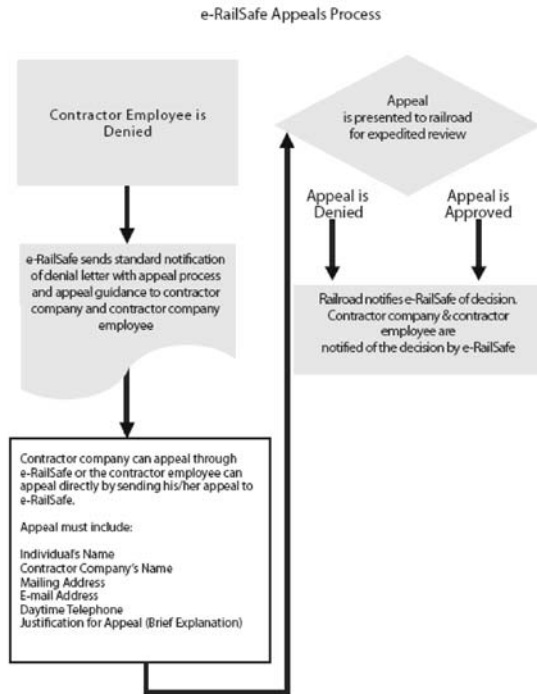 e-RailSafe Appeals Process
Contractor Employee is
Denied
e-RailSafe sends standard notification
of denial letter with appeal process
and appeal guidance to contractor
company and contractor company
employee
Contractor company can appeal through
e-RailSafe or the contractor employee can
appeal directly by sending his/her appeal to
e-RailSafe.
Appeal must include:
Individual's Name
Contractor Company's Name
Mailing Address
E-mail Address
Daytime Telephone
Justification for Appeal (Brief Explanation)
Appeal
is presented to railroad
for expedited review
Appeal is
Denied
Appeal is
Approved
Railroad notifies e-RailSafe of decision.
Contractor company & contractor
employee are
notified of the decision by e-RailSafe